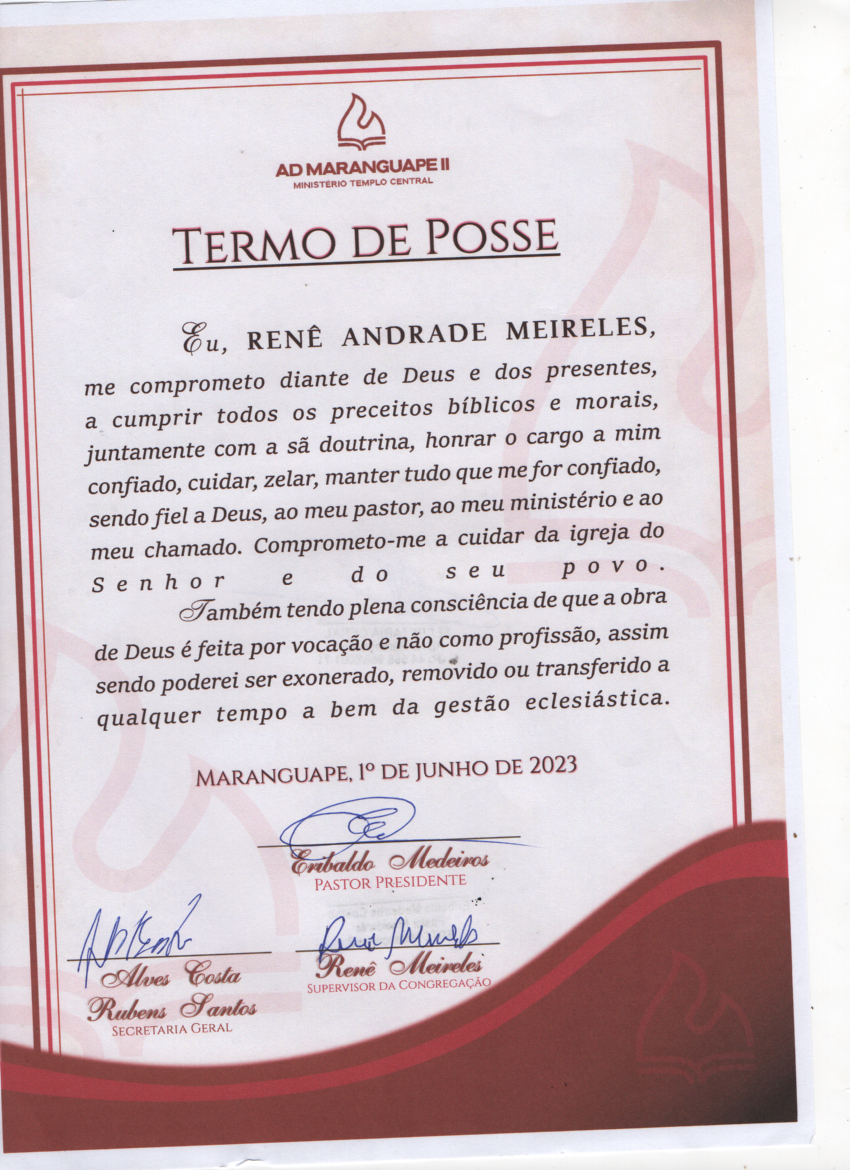 AD MARANGUAPE II
MINISTÉRIO TEMPLO CENTRAL
TERMO DE POSSE
Eu, RENÊ ANDRADE MEIRELES,
me comprometo diante de Deus e dos presentes,
a cumprir todos os preceitos bíblicos e morais,
juntamente com a sã doutrina, honrar o cargo a mim
confiado, cuidar, zelar, manter tudo que me for confiado,
sendo fiel a Deus, ao meu pastor, ao meu ministério e ao
meu chamado. Comprometo-me a cuidar da igreja do
Senhor e do seu povo.
Também tendo plena consciência de que a obra
de Deus é feita por vocação e não como profissão, assim
sendo poderei ser exonerado, removido ou transferido a
qualquer tempo a bem da gestão eclesiástica.
MARANGUAPE, 1º DE JUNHO DE 2023
Eribaldo Medeiros
PASTOR PRESIDENTE
Renê Meireles
Alves Costa
Rubens Santos
SECRETARIA GERAL
Renê Meireles
SUPERVISOR DA CONGREGAÇÃO